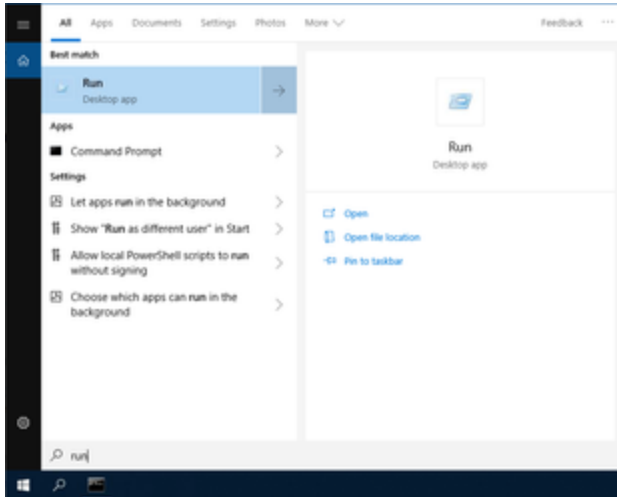 All Apps Documents Settings Photos More Feedback ...
Best match
Run
Desktop app
Apps
Command Prompt
Settings
Let apps run in the background
Show "Run as different user" in Start
Allow local PowerShell scripts to run
without signing
Choose which apps can run in the
background
Run
Desktop app
Open
Open file location
Pin to taskbar
run